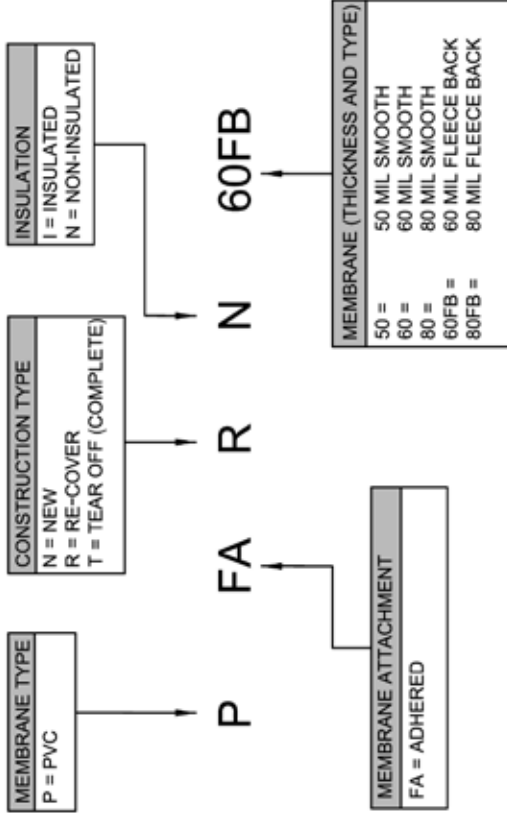 MEMBRANE TYPE
P = PVC
CONSTRUCTION TYPE
N = NEW
R = RE-COVER
T = TEAR OFF (COMPLETE)
INSULATION
I = INSULATED
N = NON-INSULATED
P FA R N 60FB
MEMBRANE ATTACHMENT
FA = ADHERED
MEMBRANE (THICKNESS AND TYPE)
50 = 50 MIL SMOOTH
60 = 60 MIL SMOOTH
80 = 80 MIL SMOOTH
60FB = 60 MIL FLEECE BACK
80FB = 80 MIL FLEECE BACK